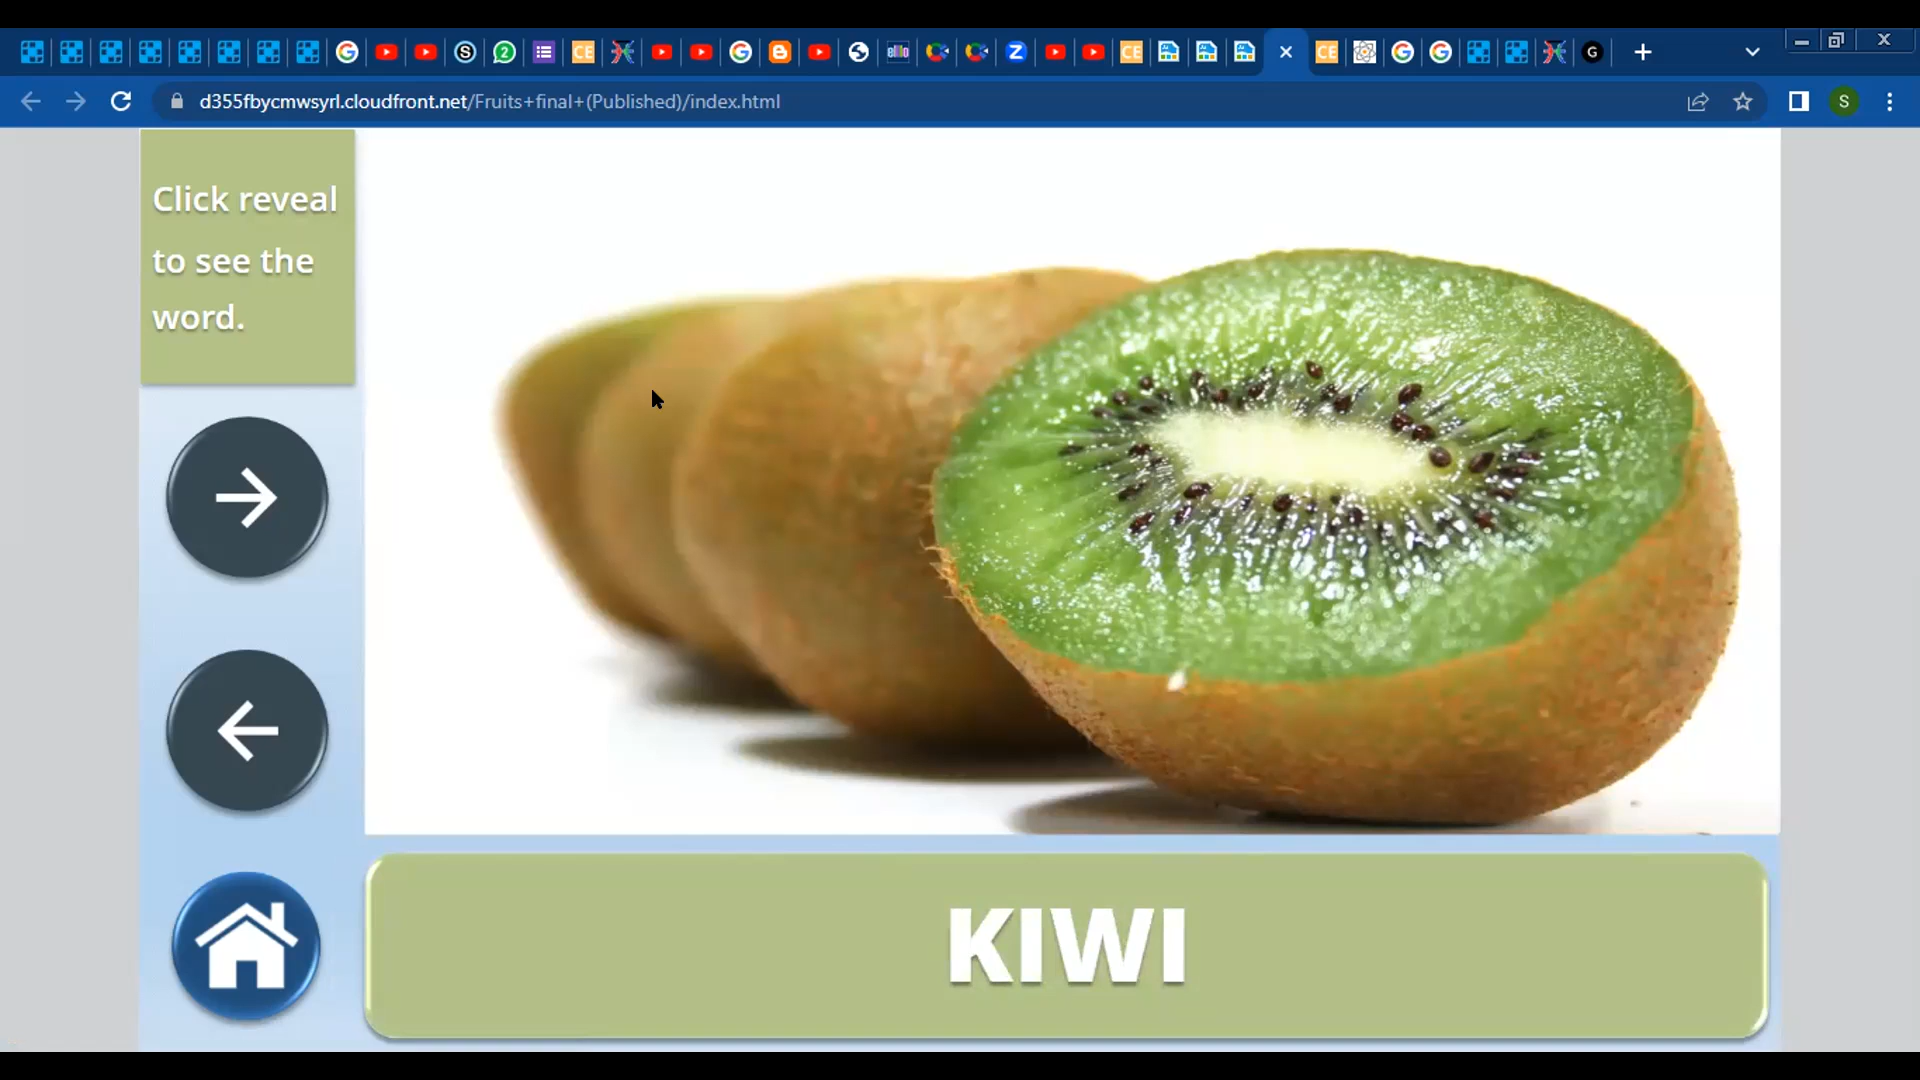 d355fbycmwsyrl.cloudfront.net/Fruits+final+(Published)/index.html
S
Click reveal
to see the
word.
KIWI